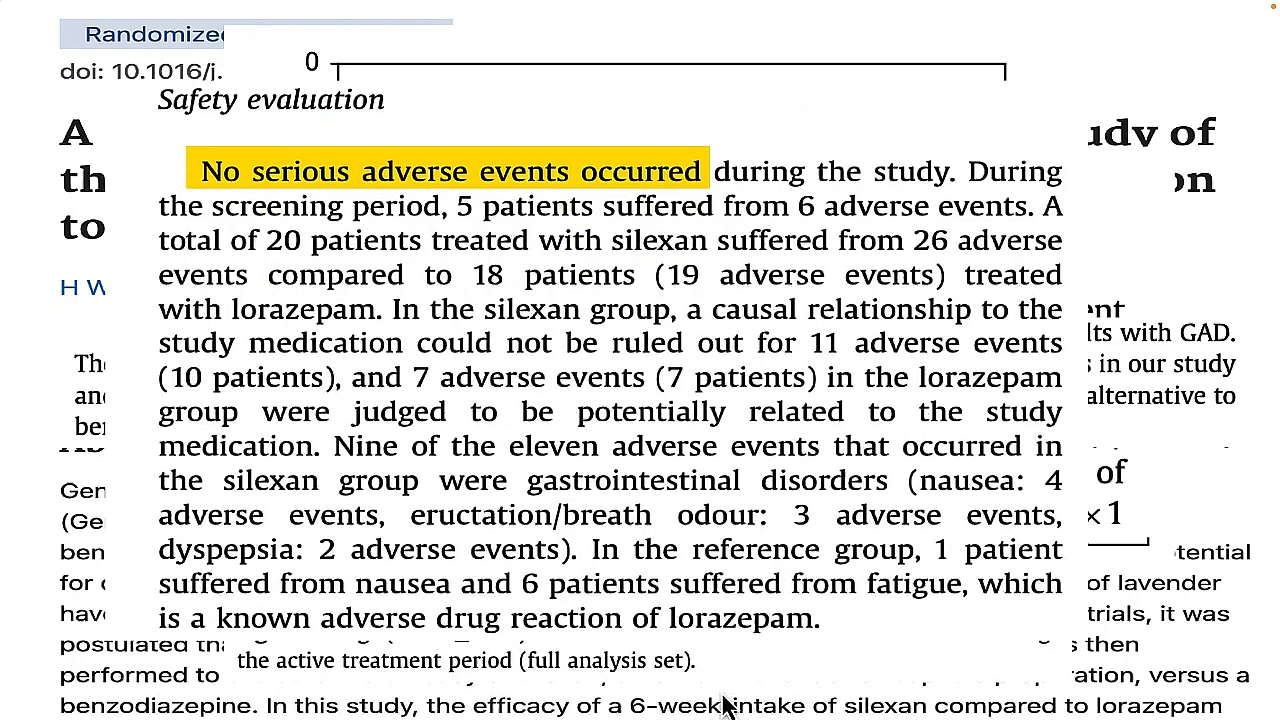 Randomized
doi: 10.1016/j.
0
Safety evaluation
A
udy of
th
on
to
No serious adverse events occurred during the study. During
the screening period, 5 patients suffered from 6 adverse events. A
total of 20 patients treated with silexan suffered from 26 adverse
events compared to 18 patients (19 adverse events) treated
with lorazepam. In the silexan group, a causal relationship to the
study medication could not be ruled out for 11 adverse events
(10 patients), and 7 adverse events (7 patients) in the lorazepam
group were judged to be potentially related to the study
medication. Nine of the eleven adverse events that occurred in
the silexan group were gastrointestinal disorders (nausea: 4
adverse events, eructation/breath odour: 3 adverse events,
dyspepsia: 2 adverse events). In the reference group, 1 patient
suffered from nausea and 6 patients suffered from fatigue, which
is a known adverse drug reaction of lorazepam.
H W
lts with GAD.
in our study
alternative to
of
×1
Gen
(Ge
ben
tential
for
of lavender
hav
trials, it was
postulated
then
the active treatment period (full analysis set).
performed to
ration, versus a
benzodiazepine. In this study, the efficacy of a 6-week intake of silexan compared to lorazepam